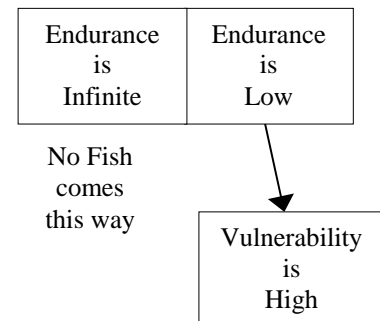 Endurance
is
Infinite
Endurance
is
Low
No Fish
comes
this way
Vulnerability
is
High